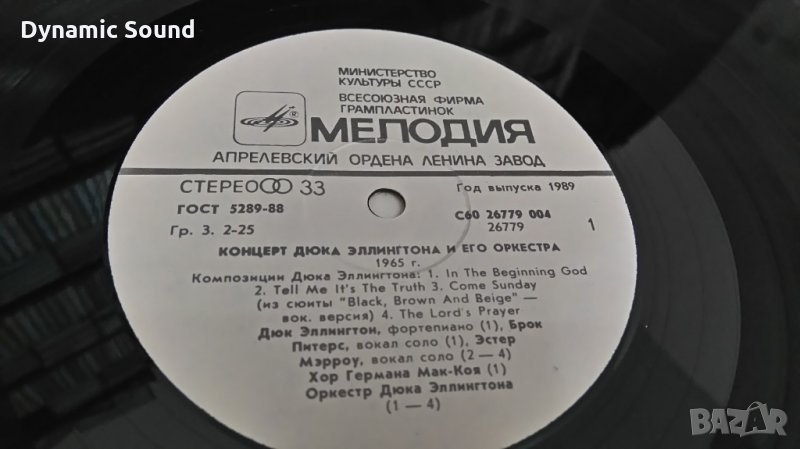 Dynamic Sound
МИНИСТЕРСТВО
КУЛЬТУРЫ СССР
ВСЕСОЮЗНАЯ ФИРМА
ГРАМПЛАСТИНОК
МЕЛОДИЯ
АПРЕЛЕВСКИЙ ОРДЕНА ЛЕНИНА ЗАВОД
СТЕРЕО 33
Год выпуска 1989
ГОСТ 5289-88
С60 26779 004
Гр. 3. 2-25
26779
1
КОНЦЕРТ ДЮКА ЭЛЛИНГТОНА И ЕГО ОРКЕСТРА
1965 г.
Композиции Дюка Эллингтона: 1. In The Beginning God
2. Tell Me It's The Truth 3. Come Sunday
(из сюиты "Black, Brown And Beige" —
вок. версия) 4. The Lord's Prayer
Дюк Эллингтон, фортепиано (1), Брок
Питерс, вокал соло (1), Эстер
Мэрроу, вокал соло (2 — 4)
Хор Германа Мак-Коя (1)
Оркестр Дюка Эллингтона
(1 — 4)
BAZAR